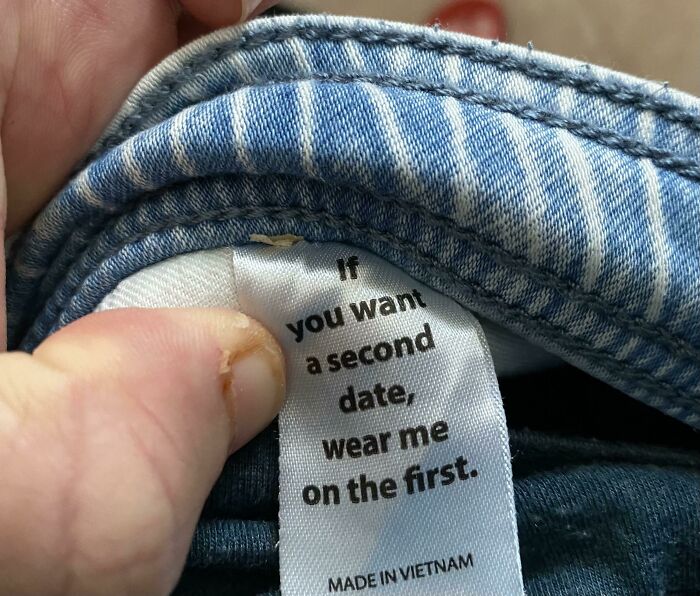 If
you want
a second
date,
wear me
on the first.
MADE IN VIETNAM